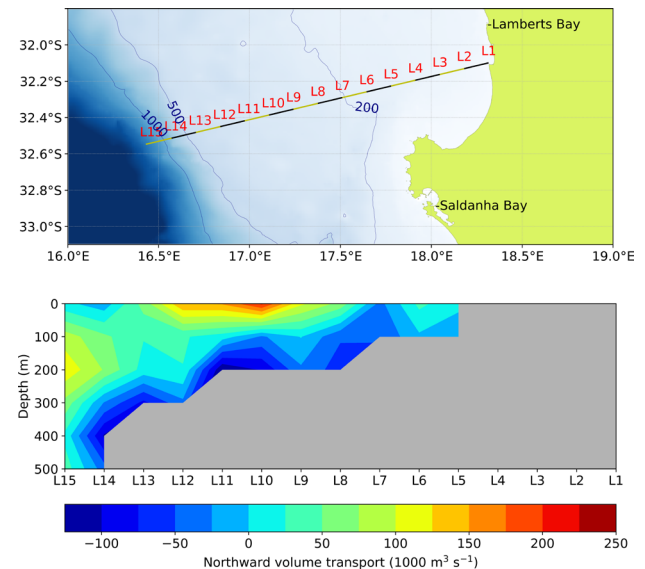 -Lamberts Bay
32.0°S
32.2°S
32.4°S
32.6°S
32.8°S
33.0°S
L15 L14 L13 L12 L11 L10 L9 L8 L7 L6 L5 L4 L3 L2 L1
500
1000
200
-Saldanha Bay
16.0°E 16.5°E 17.0°E 17.5°E 18.0°E 18.5°E 19.0°E
0
100
200
300
400
500
Depth (m)
L15 L14 L13 L12 L11 L10 L9 L8 L7 L6 L5 L4 L3 L2 L1
−100 −50 0 50 100 150 200 250
Northward volume transport (1000 m³ s⁻¹)